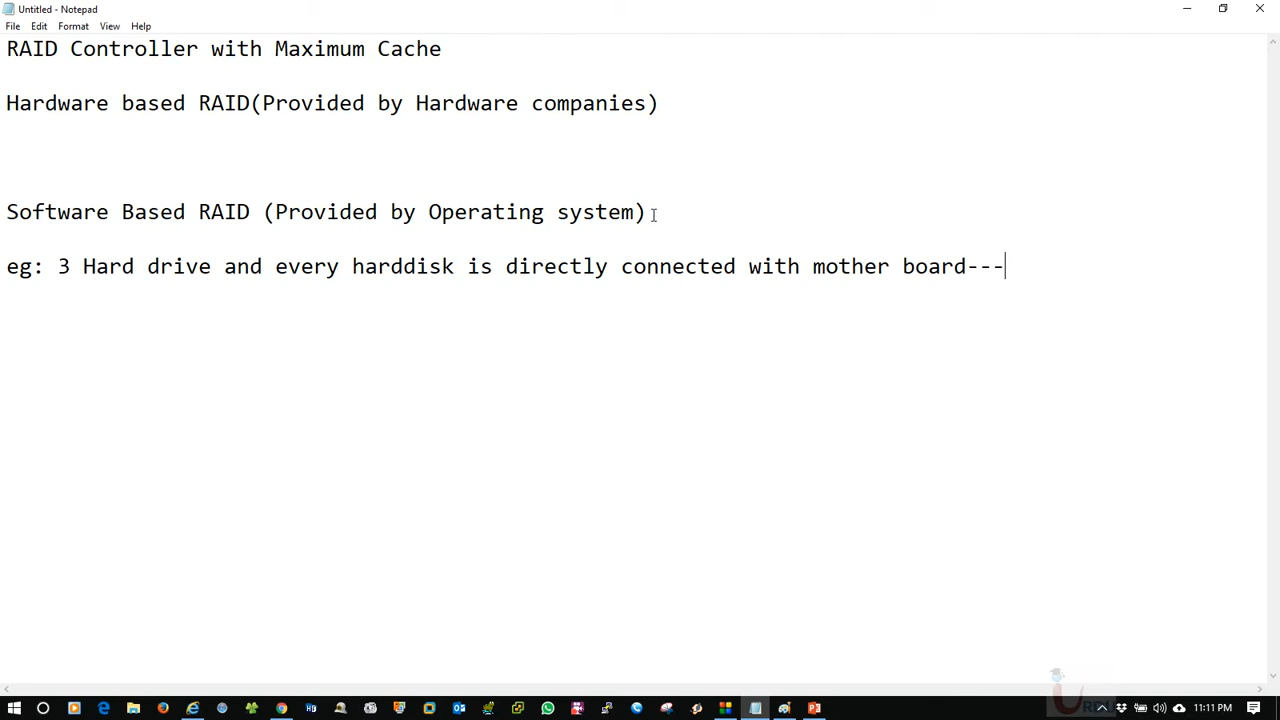 Untitled - Notepad
File Edit Format View Help
RAID Controller with Maximum Cache
Hardware based RAID(Provided by Hardware companies)
Software Based RAID (Provided by Operating system)
eg: 3 Hard drive and every harddisk is directly connected with mother board---
11:11 PM